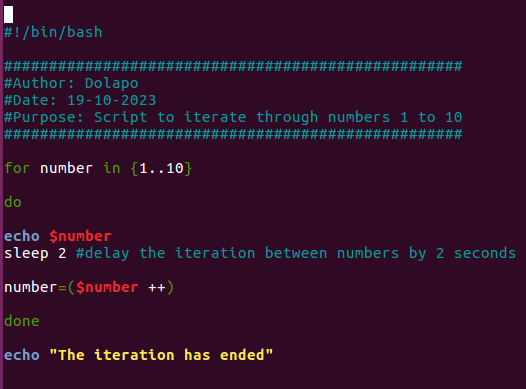 #!/bin/bash
###################################################
#Author: Dolapo
#Date: 19-10-2023
#Purpose: Script to iterate through numbers 1 to 10
###################################################
for number in {1..10}
do
echo $number
sleep 2 #delay the iteration between numbers by 2 seconds
number=($number ++)
done
echo "The iteration has ended"